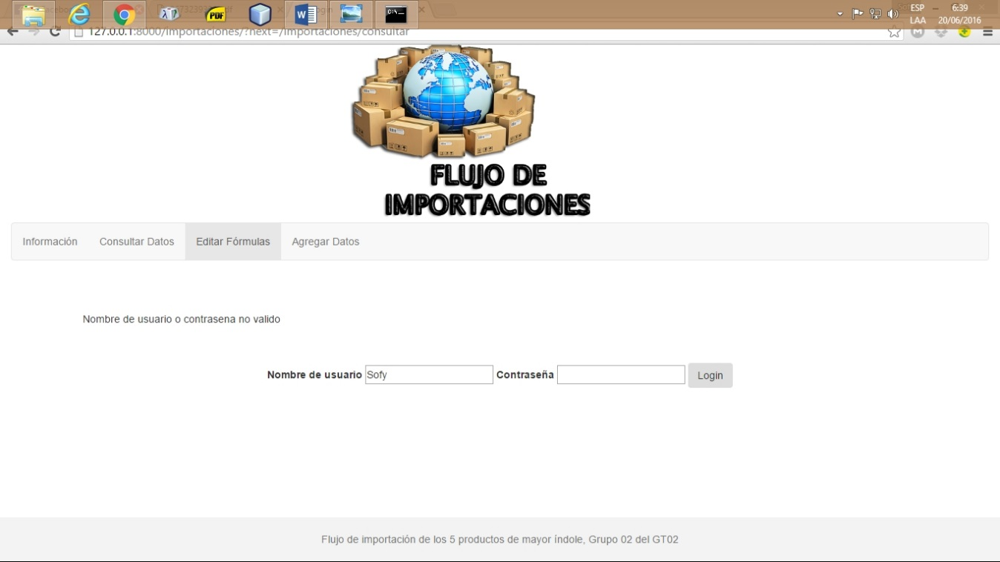 ESP 6:39
LAA 20/06/2016
127.0.0.1:8000/importaciones/?next=/importaciones/consultar
FLUJO DE
IMPORTACIONES
Información Consultar Datos Editar Fórmulas Agregar Datos
Nombre de usuario o contrasena no valido
Nombre de usuario Sofy Contraseña Login
Flujo de importación de los 5 productos de mayor índole, Grupo 02 del GT02